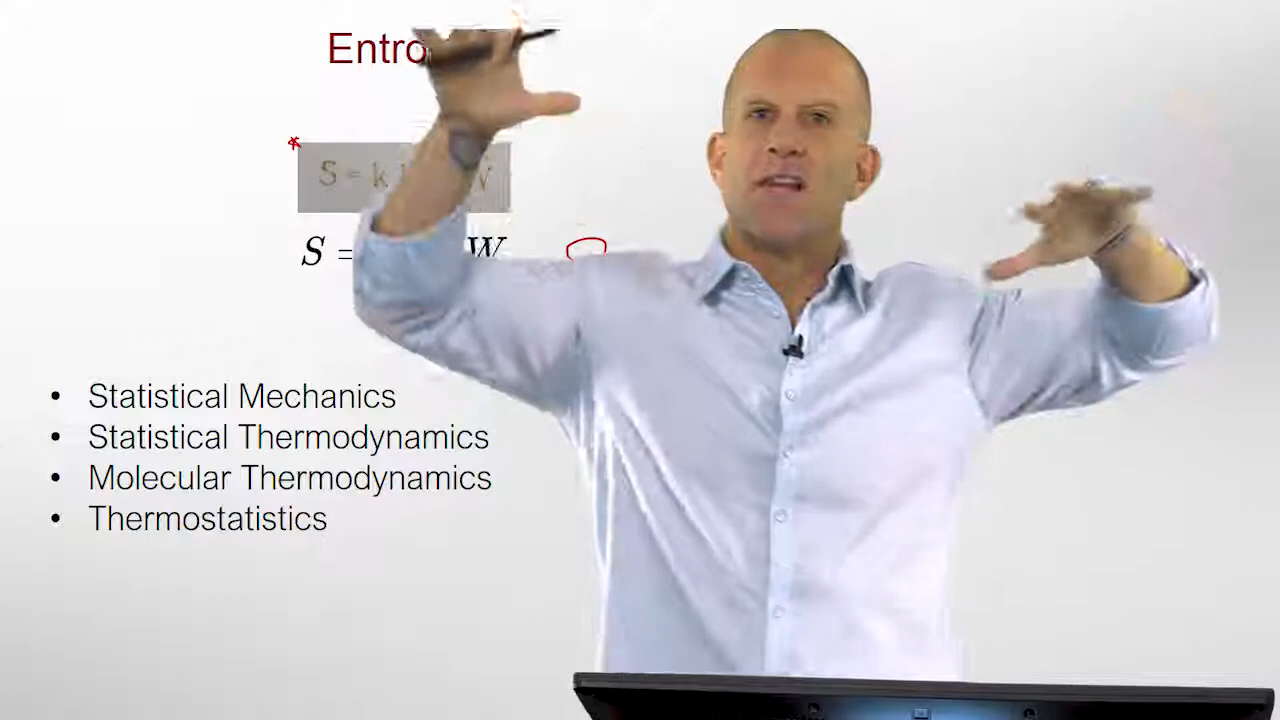 Entro
S = k
S = W
• Statistical Mechanics
• Statistical Thermodynamics
• Molecular Thermodynamics
• Thermostatistics